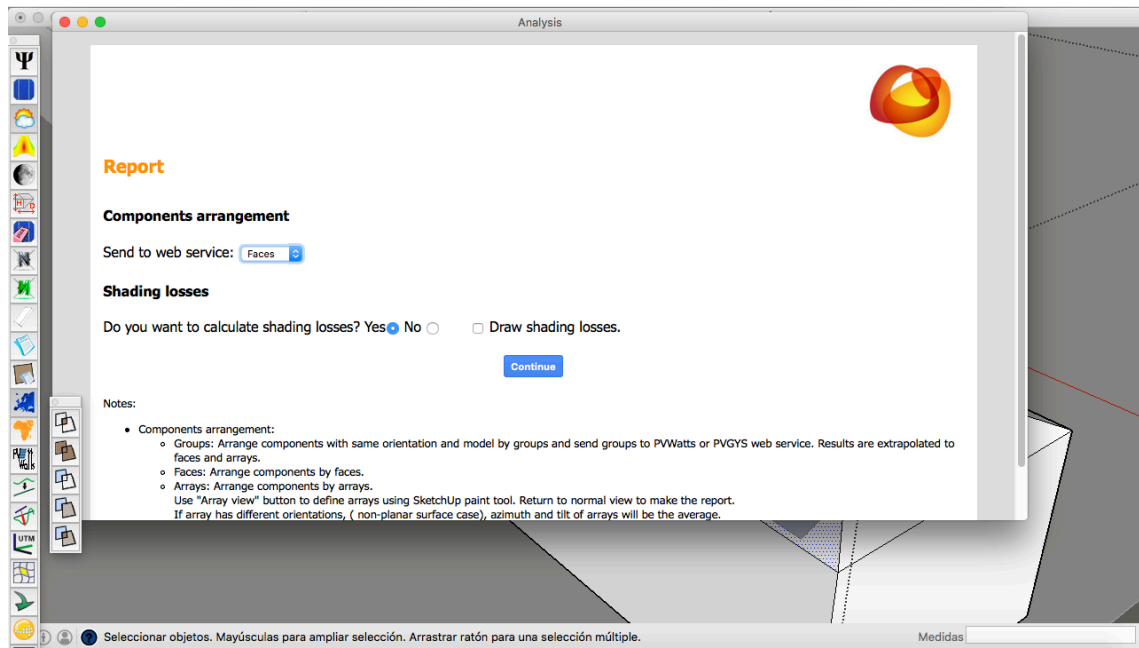 Analysis
Report
Components arrangement
Send to web service: Faces
Shading losses
Do you want to calculate shading losses? Yes No Draw shading losses.
Continue
Notes:
• Components arrangement:
Groups: Arrange components with same orientation and model by groups and send groups to PVWatts or PVGYS web service. Results are extrapolated to
faces and arrays.
Faces: Arrange components by faces.
Arrays: Arrange components by arrays.
Use "Array view" button to define arrays using SketchUp paint tool. Return to normal view to make the report.
If array has different orientations, ( non-planar surface case), azimuth and tilt of arrays will be the average.
Ψ
H D
N
UTM
Seleccionar objetos. Mayúsculas para ampliar selección. Arrastrar ratón para una selección múltiple.
Medidas